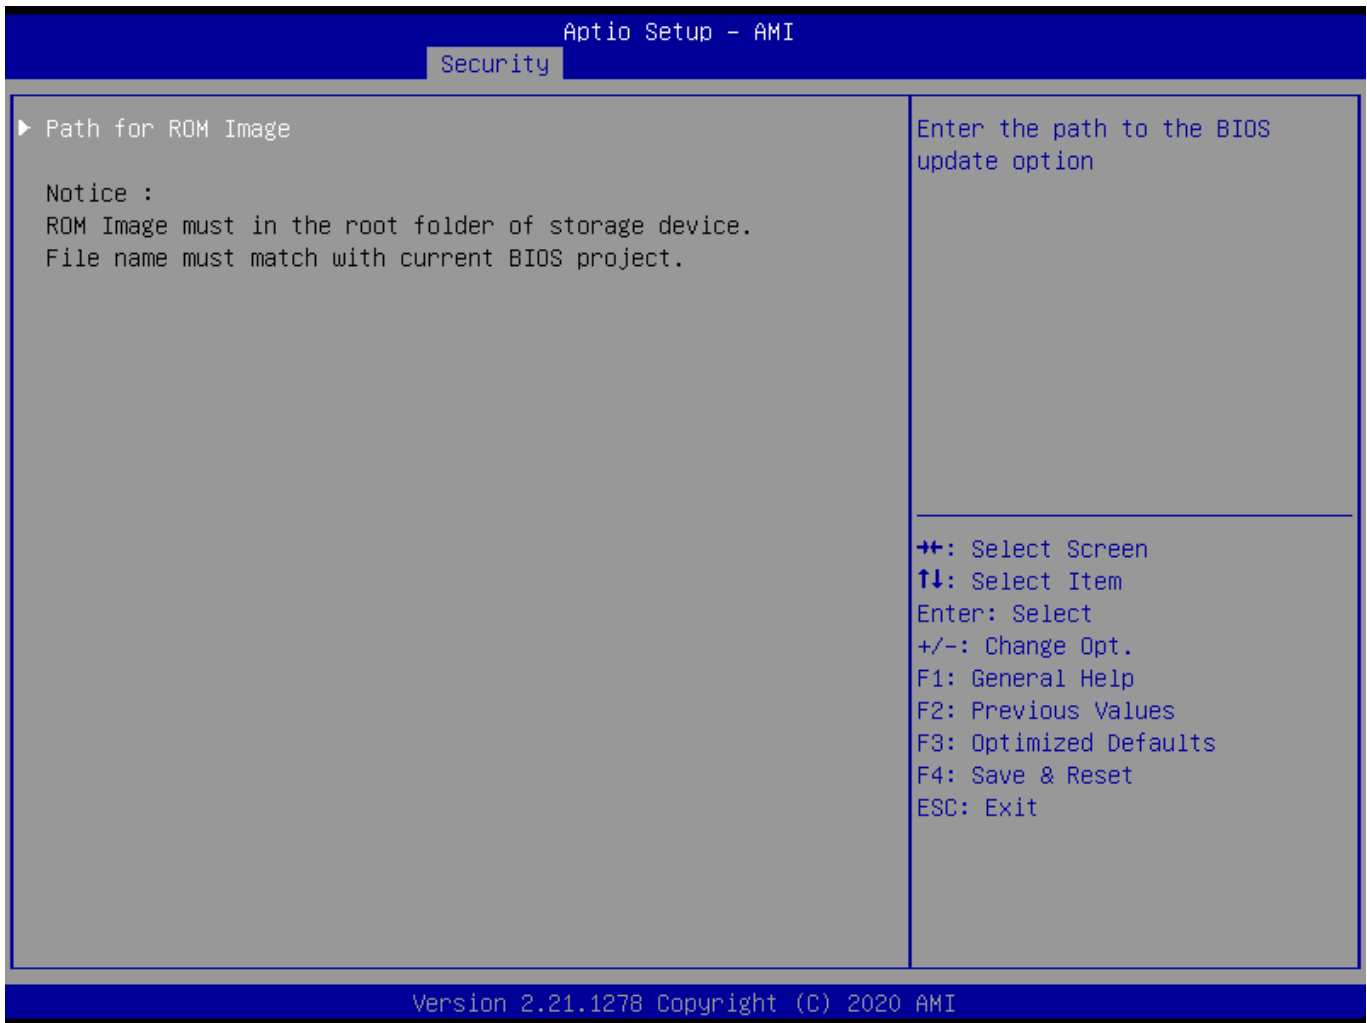 Aptio Setup – AMI
Security
Path for ROM Image
Notice :
ROM Image must in the root folder of storage device.
File name must match with current BIOS project.
Enter the path to the BIOS
update option
→←: Select Screen
↑↓: Select Item
Enter: Select
+/-: Change Opt.
F1: General Help
F2: Previous Values
F3: Optimized Defaults
F4: Save & Reset
ESC: Exit
Version 2.21.1278 Copyright (C) 2020 AMI